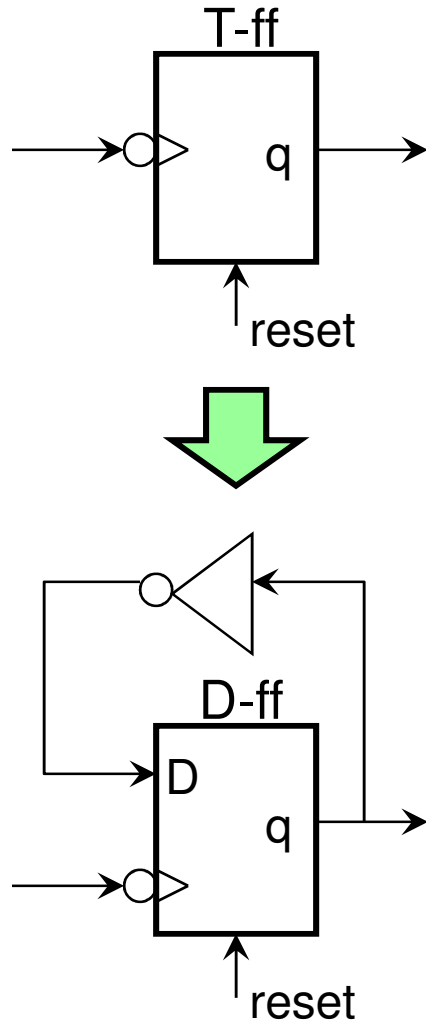 T-ff
q
reset
D-ff
D
q
reset